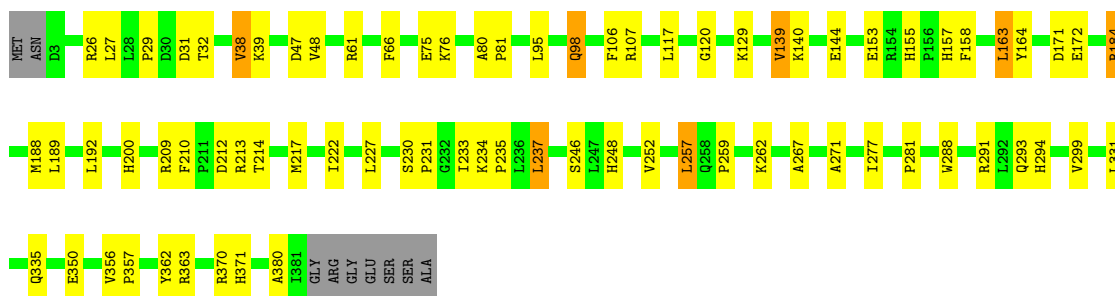 MET ASN D3 R26 L27 L28 P29 D30 D31 T32 V38 K39 D47 V48 R61 F66 E75 K76 A80 P81 L95 Q98 F106 R107 L117 G120 K129 V139 K140 E144 E153 R154 H155 P156 H157 F158 L163 Y164 D171 E172
M188 L189 L192 H200 R209 F210 P211 D212 R213 T214 M217 I222 L227 S230 P231 G232 I233 K234 P235 L236 L237 S246 L247 H248 V252 L257 Q258 P259 K262 A267 A271 I277 P281 W288 R291 L292 Q293 H294 V299 L331
Q335 E350 V356 P357 Y362 R363 R370 H371 A380 I381 GLY ARG GLY GLU SER SER ALA